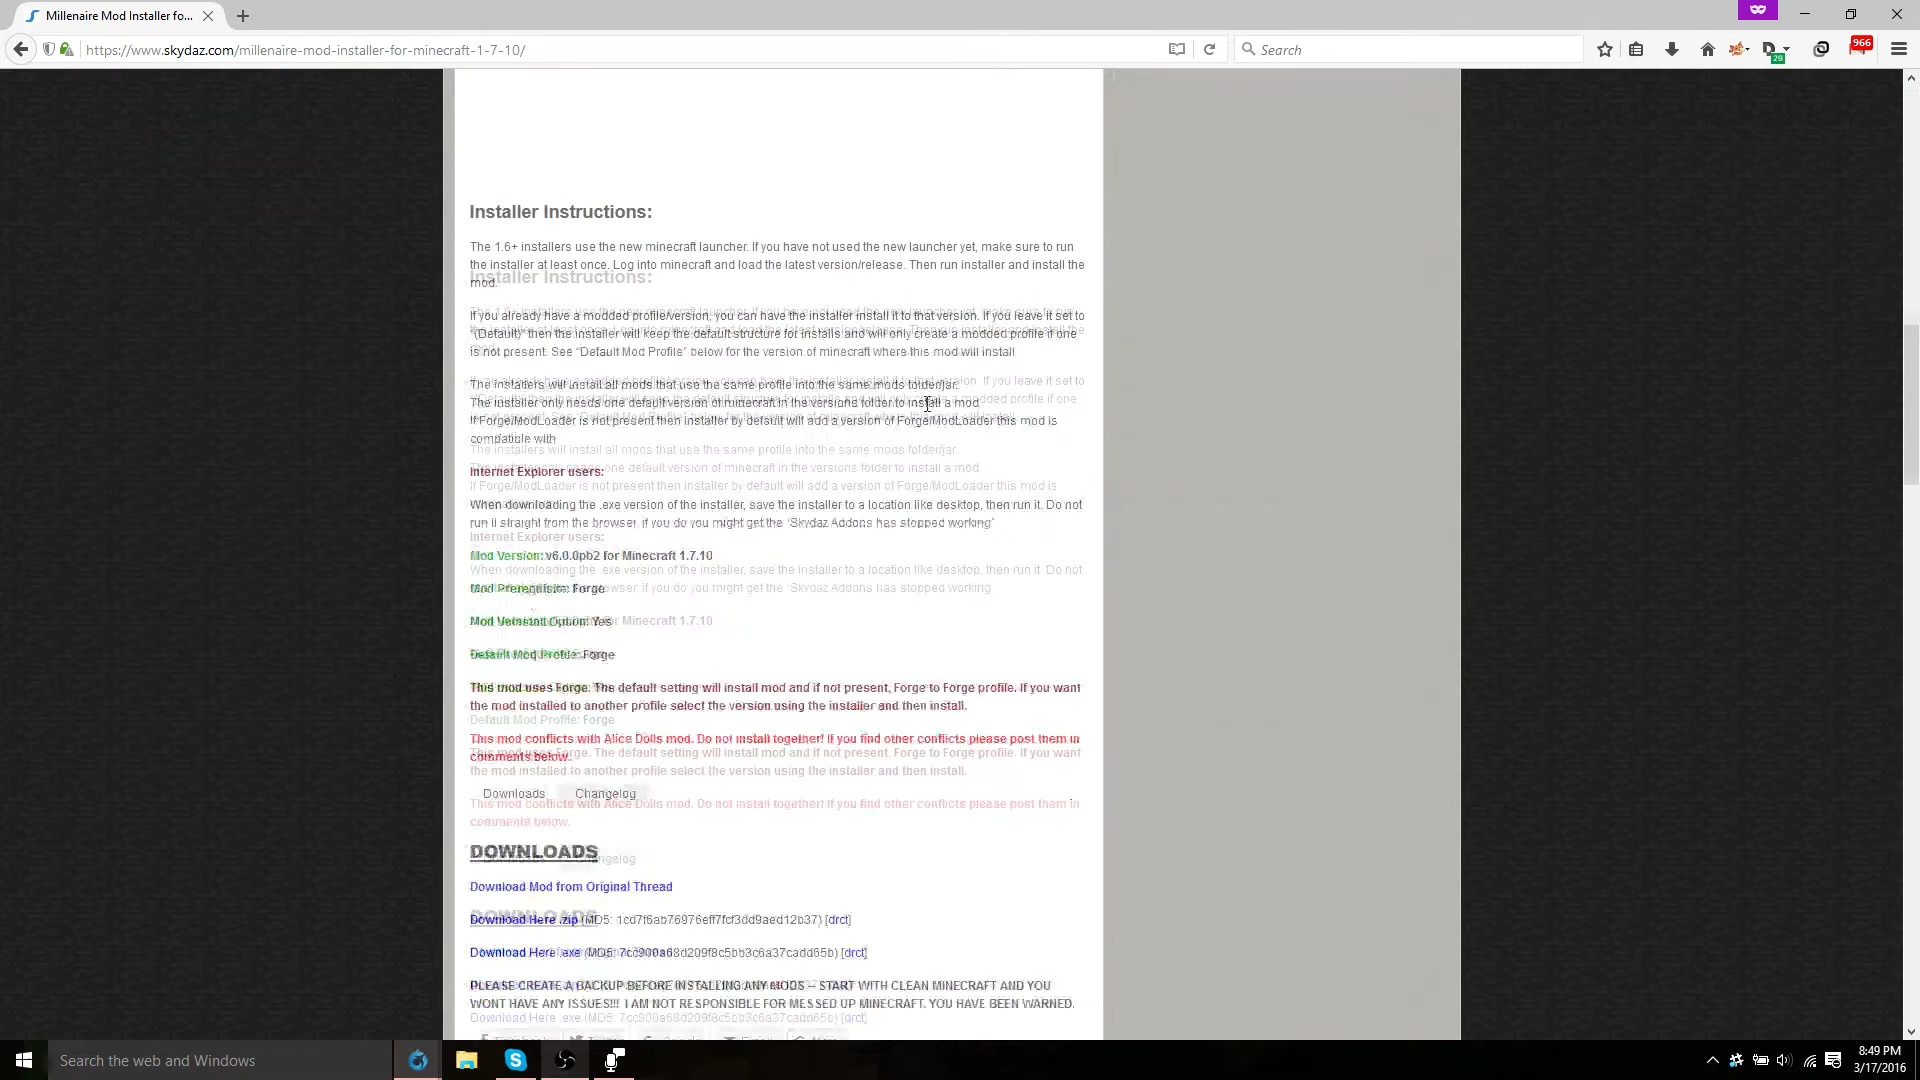 Millenaire Mod Installer fo...
https://www.skydaz.com/millenaire-mod-installer-for-minecraft-1-7-10/
Search
29
966
Installer Instructions:
The 1.6+ installers use the new minecraft launcher. If you have not used the new launcher yet, make sure to run
the installer at least once. Log into minecraft and load the latest version/release. Then run installer and install the
mod.
If you already have a modded profile/version, you can have the installer install it to that version. If you leave it set to
"(Default)" then the installer will keep the default structure for installs and will only create a modded profile if one
is not present. See "Default Mod Profile" below for the version of minecraft where this mod will install
The installers will install all mods that use the same profile into the same mods folder/jar.
The installer only needs one default version of minecraft in the versions folder to install a mod
If Forge/ModLoader is not present then installer by default will add a version of Forge/ModLoader this mod is
compatible with
Internet Explorer users:
When downloading the .exe version of the installer, save the installer to a location like desktop, then run it. Do not
run it straight from the browser, if you do you might get the "Skydaz Addons has stopped working"
Mod Version: v6.0.0pb2 for Minecraft 1.7.10
Mod Prerequisite: Forge
Mod Uninstall Option: Yes
Default Mod Profile: Forge
This mod uses Forge. The default setting will install mod and if not present, Forge to Forge profile. If you want
the mod installed to another profile select the version using the installer and then install.
This mod conflicts with Alice Dolls mod. Do not install together! If you find other conflicts please post them in
comments below.
Downloads Changelog
DOWNLOADS
Download Mod from Original Thread
Download Here .zip (MD5: 1cd7f6ab76976eff7fcf3dd9aed12b37) [drct]
Download Here .exe (MD5: 7cc900a68d209f8c5bb3c6a37cadd65b) [drct]
PLEASE CREATE A BACKUP BEFORE INSTALLING ANY MODS – START WITH CLEAN MINECRAFT AND YOU
WONT HAVE ANY ISSUES!!! I AM NOT RESPONSIBLE FOR MESSED UP MINECRAFT. YOU HAVE BEEN WARNED.
Search the web and Windows
8:49 PM
3/17/2016